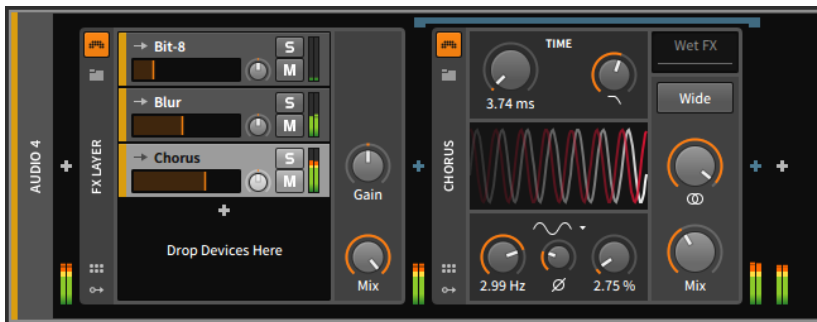 AUDIO 4
FX LAYER
Bit-8
S
M
Blur
S
M
Chorus
S
M
Drop Devices Here
Gain
Mix
CHORUS
TIME
3.74 ms
2.99 Hz
2.75 %
Wet FX
Wide
Mix